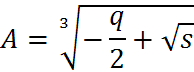 A = ∛(-q/2 + √s)